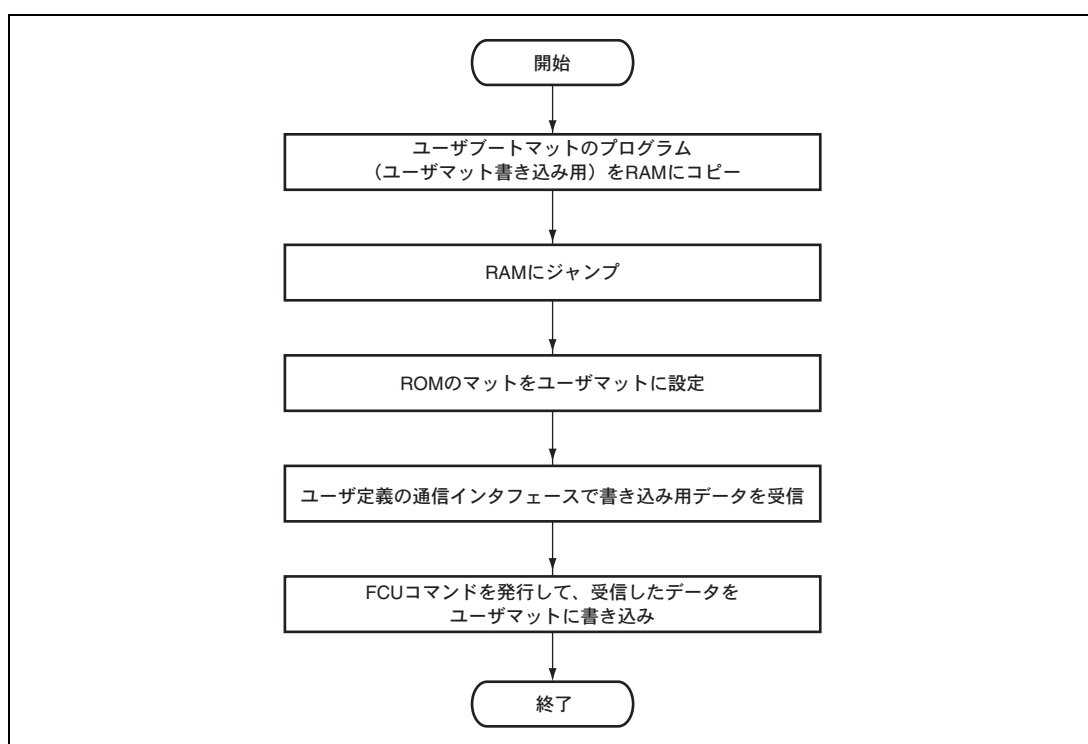 開始
ユーザブートマットのプログラム
（ユーザマット書き込み用）をRAMにコピー
RAMにジャンプ
ROMのマットをユーザマットに設定
ユーザ定義の通信インタフェースで書き込み用データを受信
FCUコマンドを発行して、受信したデータを
ユーザマットに書き込み
終了